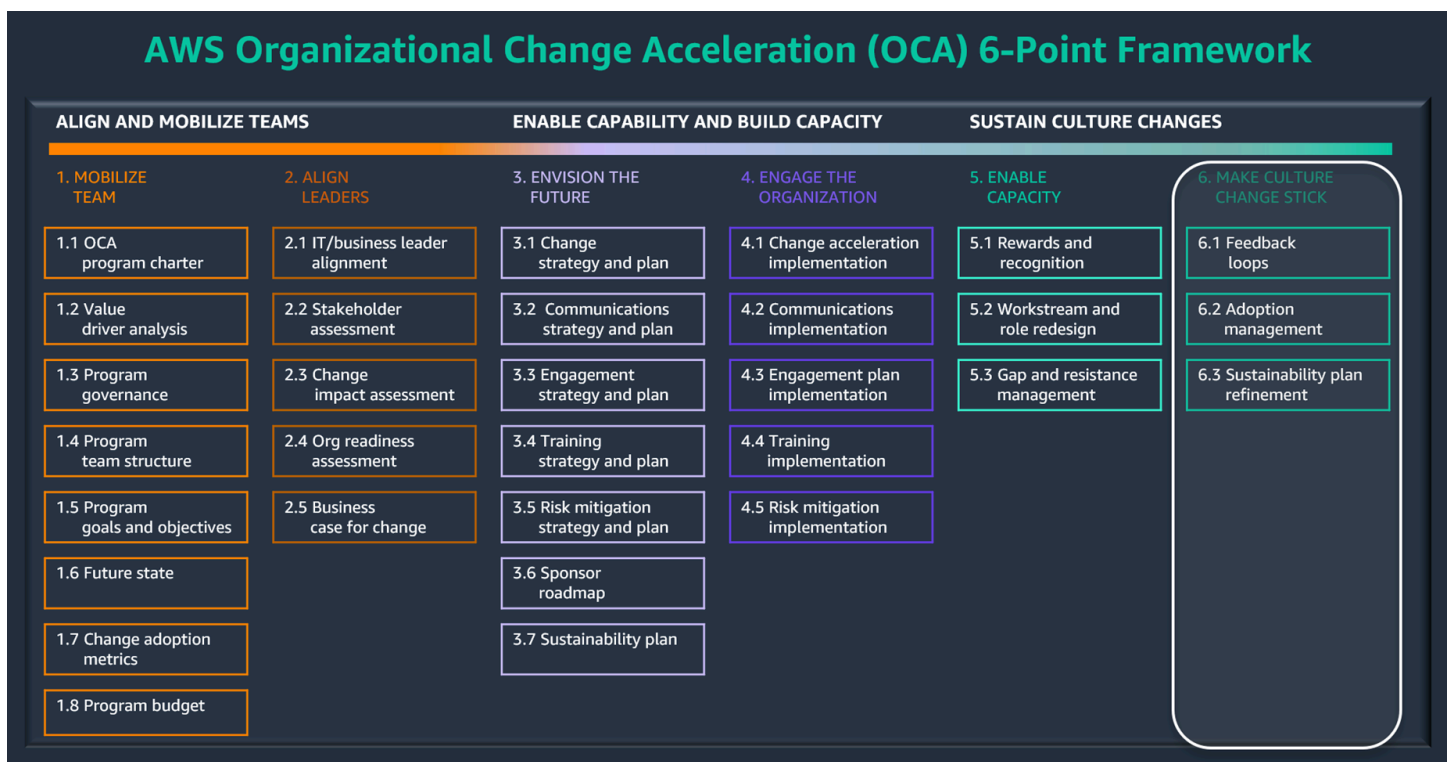 AWS Organizational Change Acceleration (OCA) 6-Point Framework
ALIGN AND MOBILIZE TEAMS
ENABLE CAPABILITY AND BUILD CAPACITY
SUSTAIN CULTURE CHANGES
1. MOBILIZE
TEAM
1.1 OCA
program charter
1.2 Value
driver analysis
1.3 Program
governance
1.4 Program
team structure
1.5 Program
goals and objectives
1.6 Future state
1.7 Change adoption
metrics
1.8 Program budget
2. ALIGN
LEADERS
2.1 IT/business leader
alignment
2.2 Stakeholder
assessment
2.3 Change
impact assessment
2.4 Org readiness
assessment
2.5 Business
case for change
3. ENVISION THE
FUTURE
3.1 Change
strategy and plan
3.2 Communications
strategy and plan
3.3 Engagement
strategy and plan
3.4 Training
strategy and plan
3.5 Risk mitigation
strategy and plan
3.6 Sponsor
roadmap
3.7 Sustainability plan
4. ENGAGE THE
ORGANIZATION
4.1 Change acceleration
implementation
4.2 Communications
implementation
4.3 Engagement plan
implementation
4.4 Training
implementation
4.5 Risk mitigation
implementation
5. ENABLE
CAPACITY
5.1 Rewards and
recognition
5.2 Workstream and
role redesign
5.3 Gap and resistance
management
6. MAKE CULTURE
CHANGE STICK
6.1 Feedback
loops
6.2 Adoption
management
6.3 Sustainability plan
refinement